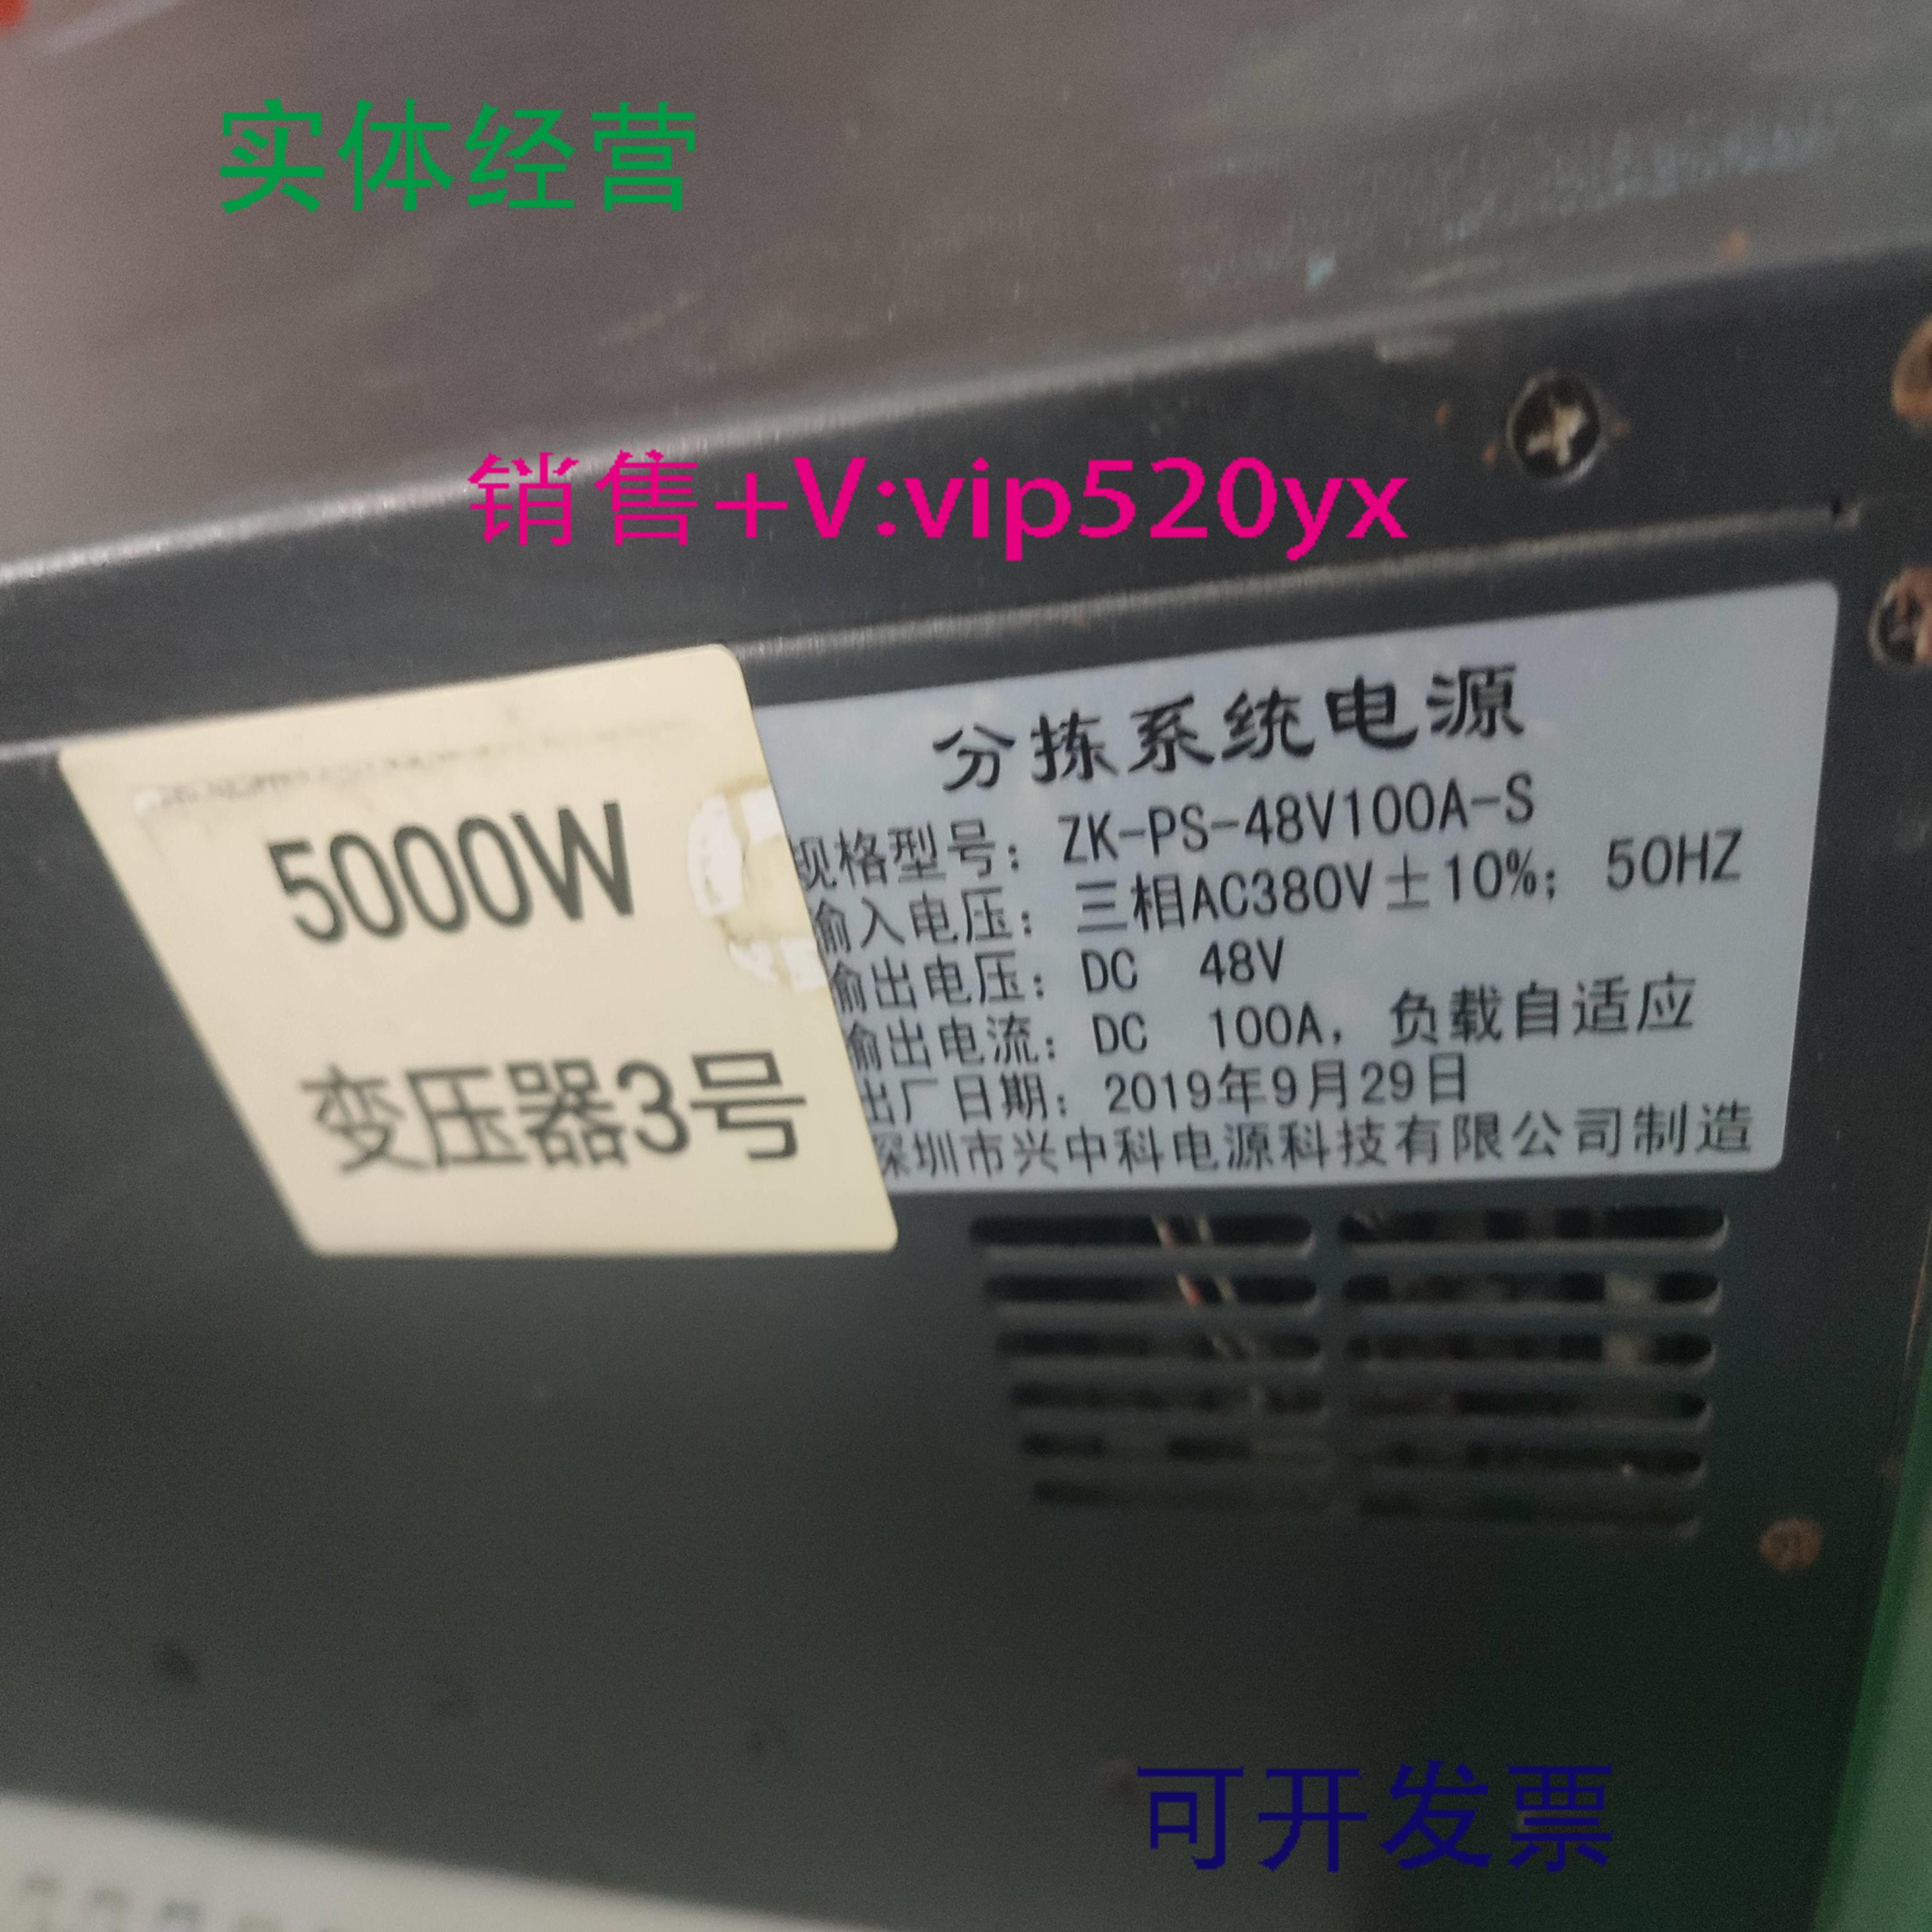 实体经营
销售+V:vip520yx
5000W
变压器3号
分拣系统电源
规格型号：ZK-PS-48V100A-S
输入电压：三相AC380V±10%；50HZ
输出电压：DC 48V
输出电流：DC 100A，负载自适应
出厂日期：2019年9月29日
深圳市兴中科电源科技有限公司制造
可开发票